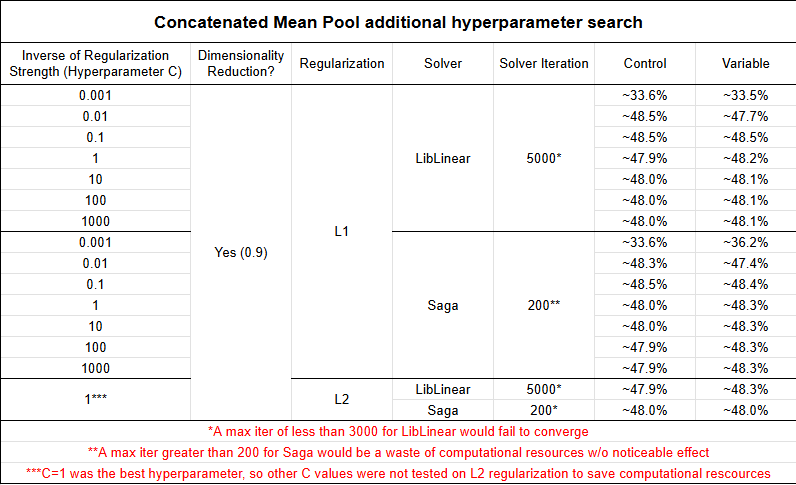 Concatenated Mean Pool additional hyperparameter search
Inverse of Regularization Strength (Hyperparameter C) Dimensionality Reduction? Regularization Solver Solver Iteration Control Variable
0.001 ~33.6% ~33.5%
0.01 ~48.5% ~47.7%
0.1 ~48.5% ~48.5%
1 LibLinear 5000* ~47.9% ~48.2%
10 ~48.0% ~48.1%
100 ~48.0% ~48.1%
1000 ~48.0% ~48.1%
L1
0.001 ~33.6% ~36.2%
Yes (0.9)
0.01 ~48.3% ~47.4%
0.1 ~48.5% ~48.4%
1 Saga 200** ~48.0% ~48.3%
10 ~48.0% ~48.3%
100 ~47.9% ~48.3%
1000 ~47.9% ~48.3%
1*** L2 LibLinear 5000* ~47.9% ~48.3%
Saga 200* ~48.0% ~48.0%
*A max iter of less than 3000 for LibLinear would fail to converge
**A max iter greater than 200 for Saga would be a waste of computational resources w/o noticeable effect
***C=1 was the best hyperparameter, so other C values were not tested on L2 regularization to save computational rescources